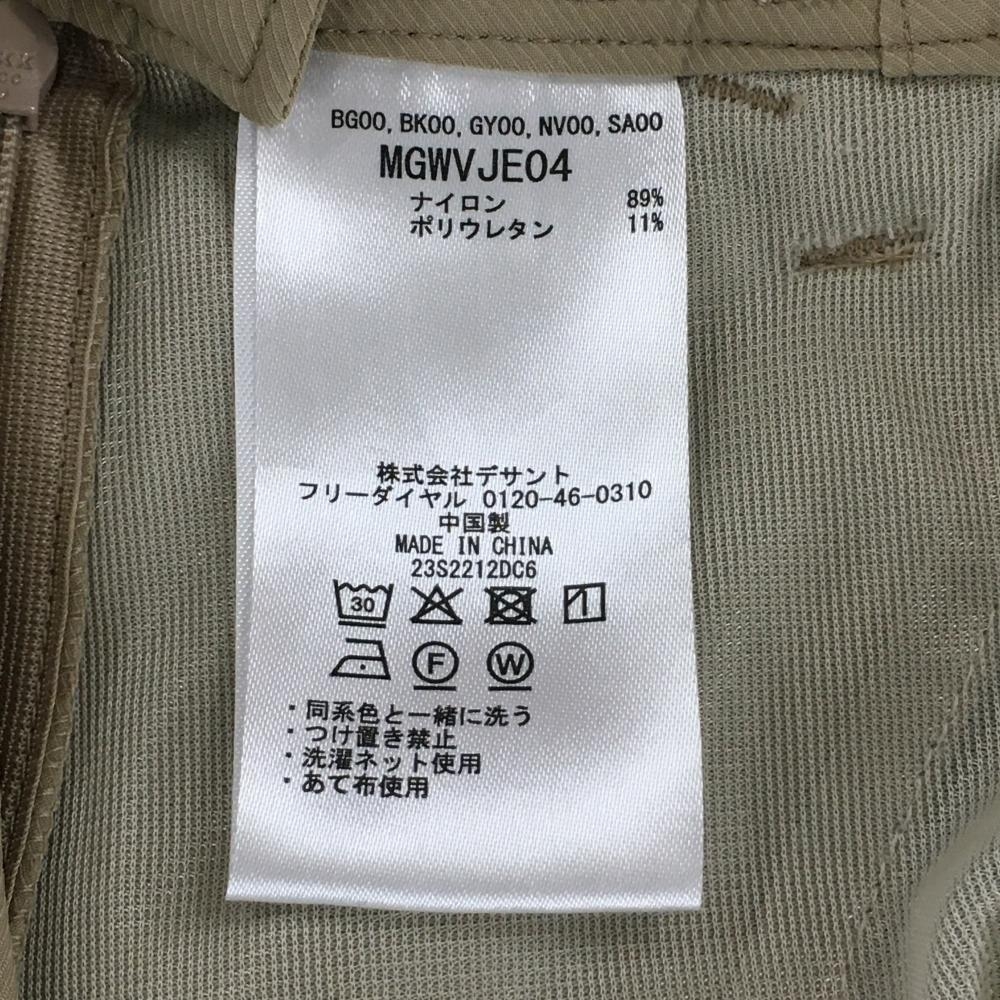 BG00, BK00, GY00, NV00, SA00
MGWVJE04
ナイロン 89%
ポリウレタン 11%
株式会社デサント
フリーダイヤル 0120-46-0310
中国製
MADE IN CHINA
23S2212DC6
30
1
F W
・同系色と一緒に洗う
・つけ置き禁止
・洗濯ネット使用
・あて布使用